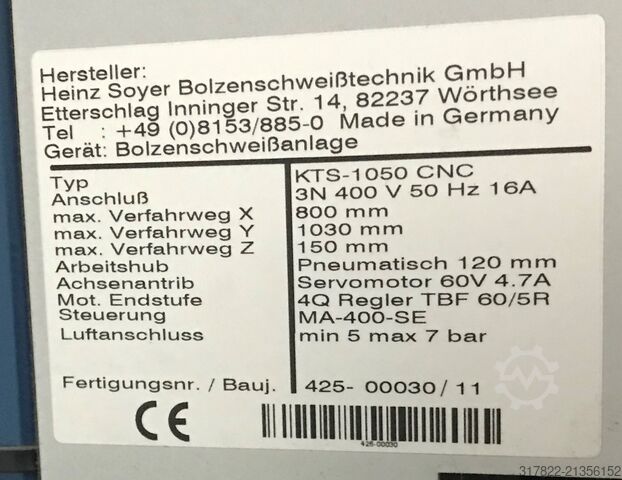 Hersteller:
Heinz Soyer Bolzenschweißtechnik GmbH
Etterschlag Inninger Str. 14, 82237 Wörthsee
Tel : +49 (0)8153/885-0 Made in Germany
Gerät: Bolzenschweißanlage
Typ KTS-1050 CNC
Anschluß 3N 400 V 50 Hz 16A
max. Verfahrweg X 800 mm
max. Verfahrweg Y 1030 mm
max. Verfahrweg Z 150 mm
Arbeitshub Pneumatisch 120 mm
Achsenantrib Servomotor 60V 4.7A
Mot. Endstufe 4Q Regler TBF 60/5R
Steuerung MA-400-SE
Luftanschluss min 5 max 7 bar
Fertigungsnr. / Bauj. 425- 00030/ 11
CE
425-00030
317822-21356152